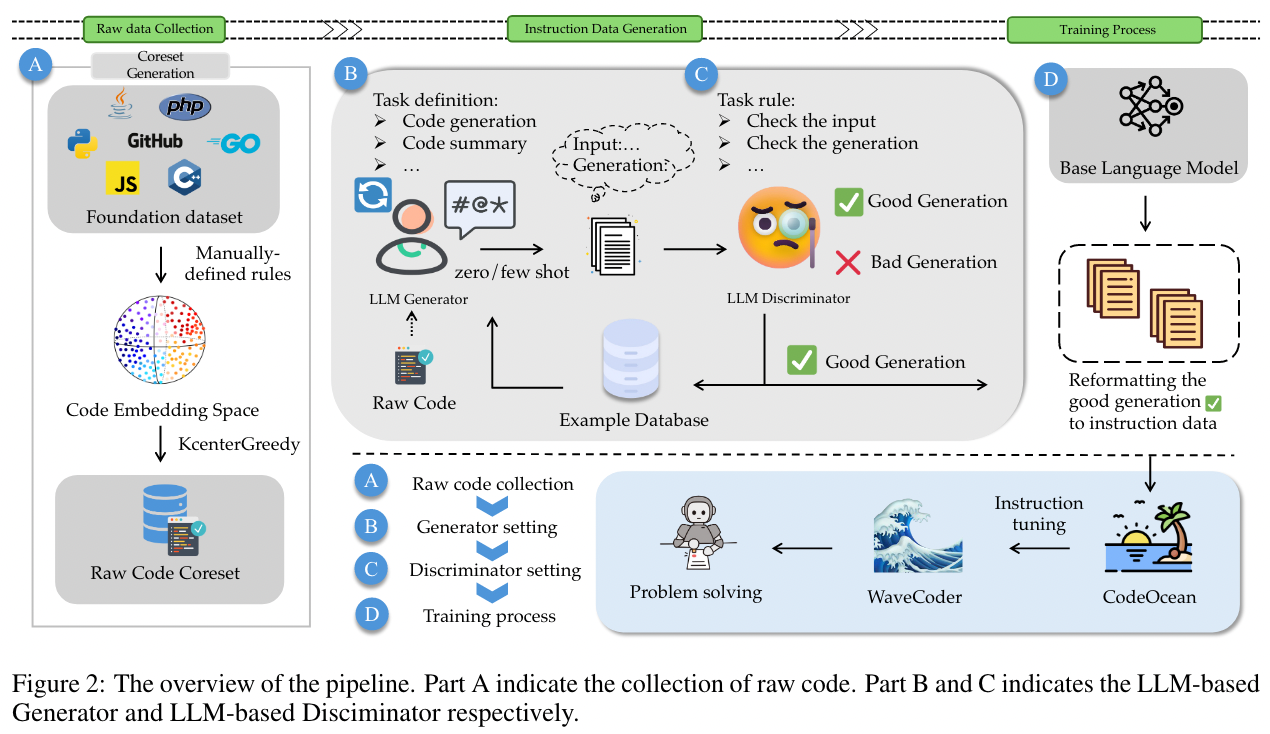 Raw data Collection
Instruction Data Generation
Training Process
A
Coreset
Generation
php
GitHub
GO
JS
C++
Foundation dataset
Manually-
defined rules
Code Embedding Space
KcenterGreedy
Raw Code Coreset
B
Task definition:
➢ Code generation
➢ Code summary
➢ …
#@*
zero/few shot
LLM Generator
Raw Code
Input:…
Generation:
C
Task rule:
➢ Check the input
➢ Check the generation
➢ …
Good Generation
Bad Generation
LLM Discriminator
Good Generation
Example Database
D
Base Language Model
Reformatting the
good generation ✅
to instruction data
A Raw code collection
B Generator setting
C Discriminator setting
D Training process
Problem solving
WaveCoder
Instruction
tuning
CodeOcean
Figure 2: The overview of the pipeline. Part A indicate the collection of raw code. Part B and C indicates the LLM-based
Generator and LLM-based Disciminator respectively.